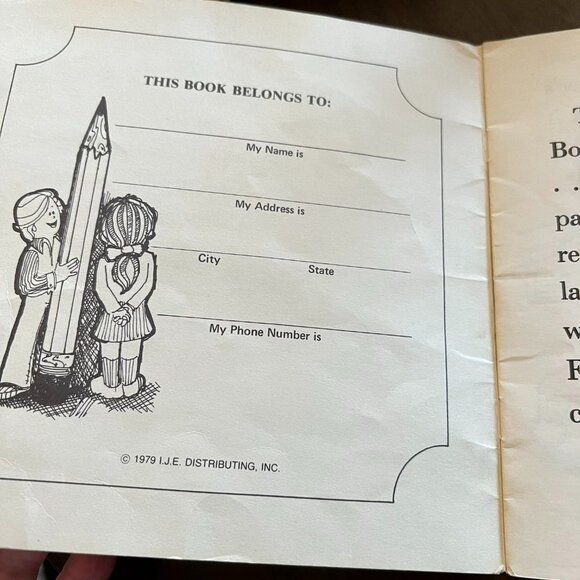 THIS BOOK BELONGS TO:
My Name is
My Address is
City State
My Phone Number is
© 1979 I.J.E. DISTRIBUTING, INC.